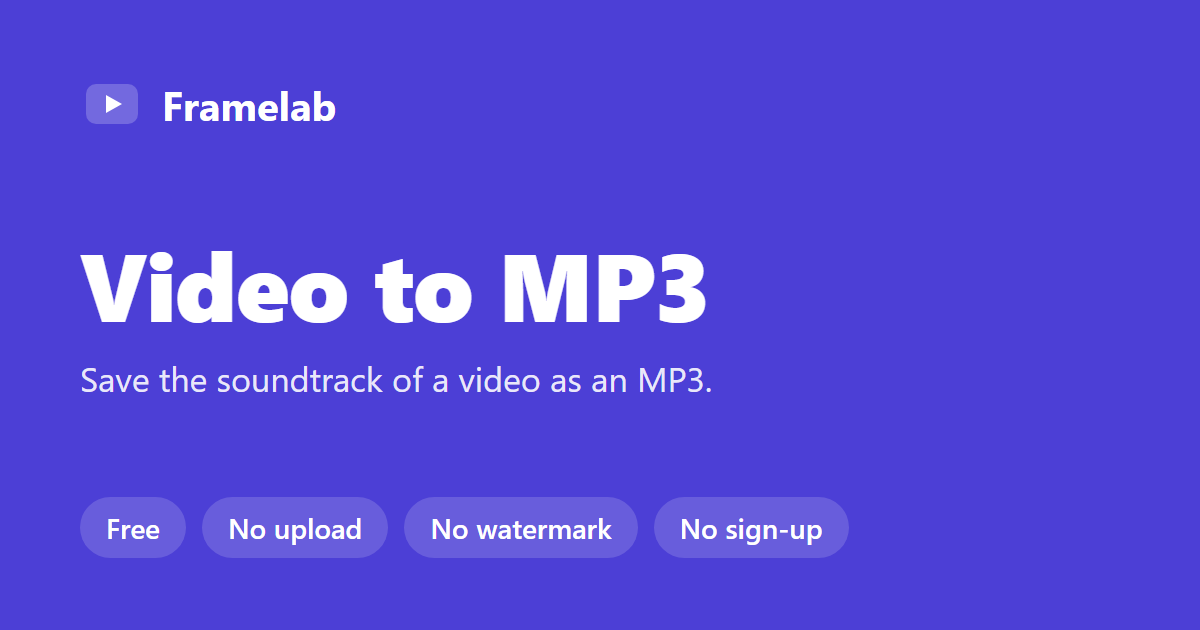 Framelab
Video to MP3
Save the soundtrack of a video as an MP3.
Free No upload No watermark No sign-up